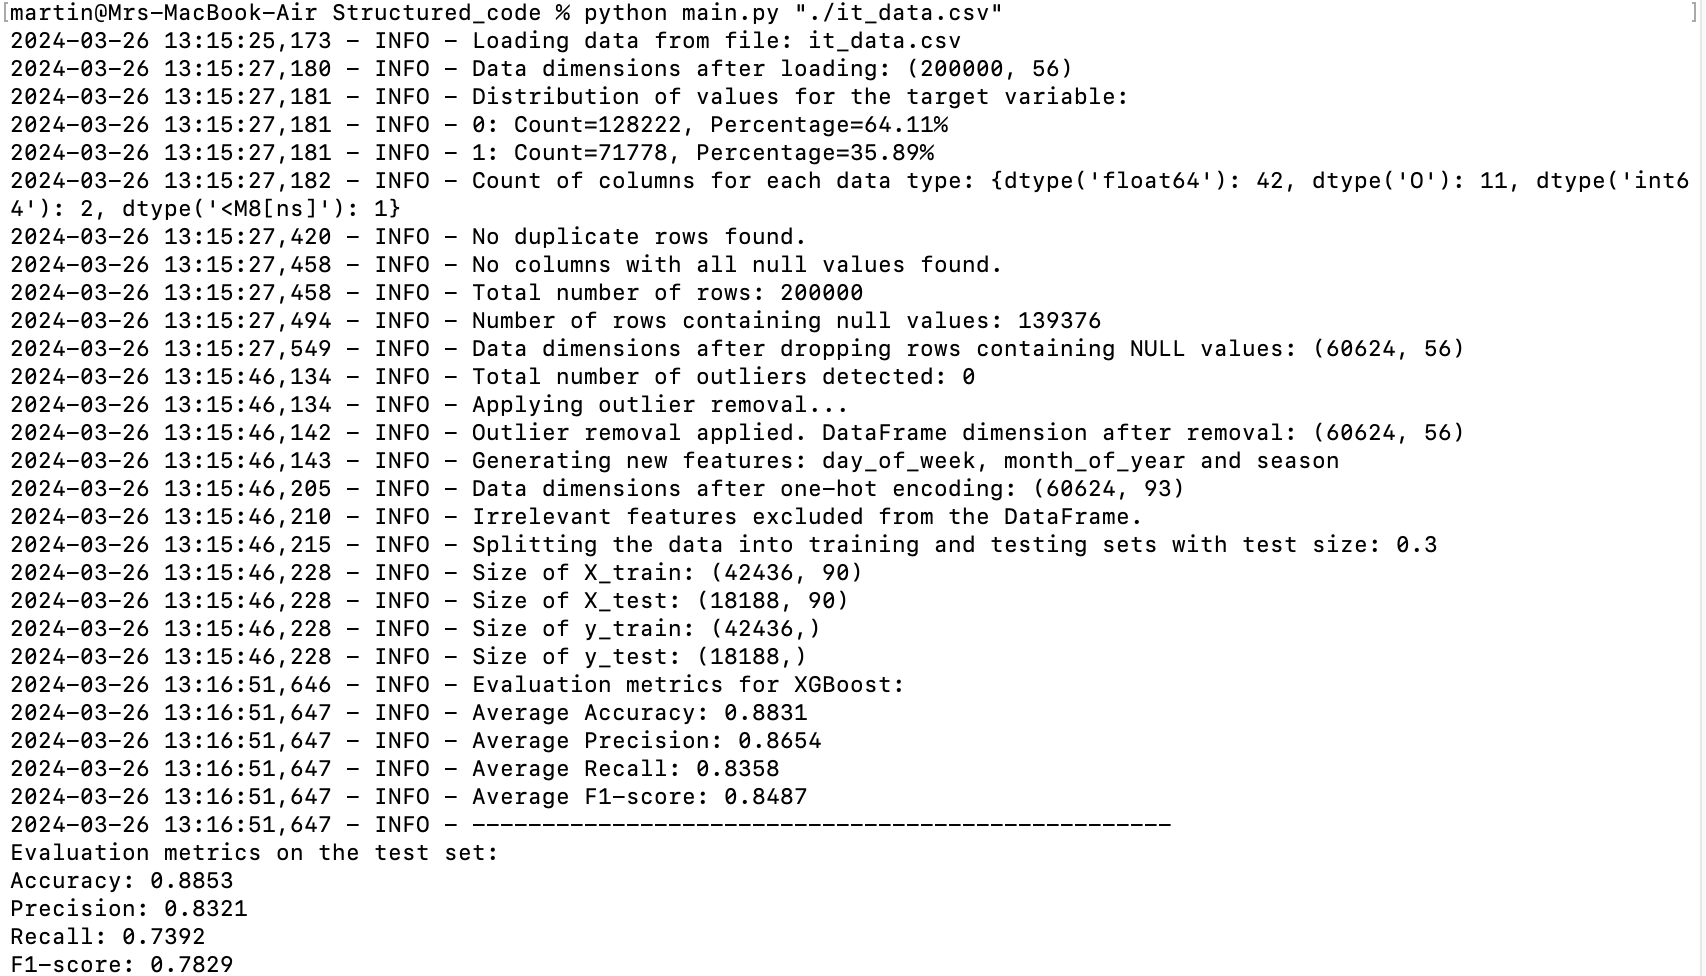 [martin@Mrs-MacBook-Air Structured_code % python main.py "./it_data.csv" ]
2024-03-26 13:15:25,173 - INFO - Loading data from file: it_data.csv
2024-03-26 13:15:27,180 - INFO - Data dimensions after loading: (200000, 56)
2024-03-26 13:15:27,181 - INFO - Distribution of values for the target variable:
2024-03-26 13:15:27,181 - INFO - 0: Count=128222, Percentage=64.11%
2024-03-26 13:15:27,181 - INFO - 1: Count=71778, Percentage=35.89%
2024-03-26 13:15:27,182 - INFO - Count of columns for each data type: {dtype('float64'): 42, dtype('O'): 11, dtype('int6
4'): 2, dtype('<M8[ns]'): 1}
2024-03-26 13:15:27,420 - INFO - No duplicate rows found.
2024-03-26 13:15:27,458 - INFO - No columns with all null values found.
2024-03-26 13:15:27,458 - INFO - Total number of rows: 200000
2024-03-26 13:15:27,494 - INFO - Number of rows containing null values: 139376
2024-03-26 13:15:27,549 - INFO - Data dimensions after dropping rows containing NULL values: (60624, 56)
2024-03-26 13:15:46,134 - INFO - Total number of outliers detected: 0
2024-03-26 13:15:46,134 - INFO - Applying outlier removal...
2024-03-26 13:15:46,142 - INFO - Outlier removal applied. DataFrame dimension after removal: (60624, 56)
2024-03-26 13:15:46,143 - INFO - Generating new features: day_of_week, month_of_year and season
2024-03-26 13:15:46,205 - INFO - Data dimensions after one-hot encoding: (60624, 93)
2024-03-26 13:15:46,210 - INFO - Irrelevant features excluded from the DataFrame.
2024-03-26 13:15:46,215 - INFO - Splitting the data into training and testing sets with test size: 0.3
2024-03-26 13:15:46,228 - INFO - Size of X_train: (42436, 90)
2024-03-26 13:15:46,228 - INFO - Size of X_test: (18188, 90)
2024-03-26 13:15:46,228 - INFO - Size of y_train: (42436,)
2024-03-26 13:15:46,228 - INFO - Size of y_test: (18188,)
2024-03-26 13:16:51,646 - INFO - Evaluation metrics for XGBoost:
2024-03-26 13:16:51,647 - INFO - Average Accuracy: 0.8831
2024-03-26 13:16:51,647 - INFO - Average Precision: 0.8654
2024-03-26 13:16:51,647 - INFO - Average Recall: 0.8358
2024-03-26 13:16:51,647 - INFO - Average F1-score: 0.8487
2024-03-26 13:16:51,647 - INFO - --------------------------------------------------
Evaluation metrics on the test set:
Accuracy: 0.8853
Precision: 0.8321
Recall: 0.7392
F1-score: 0.7829